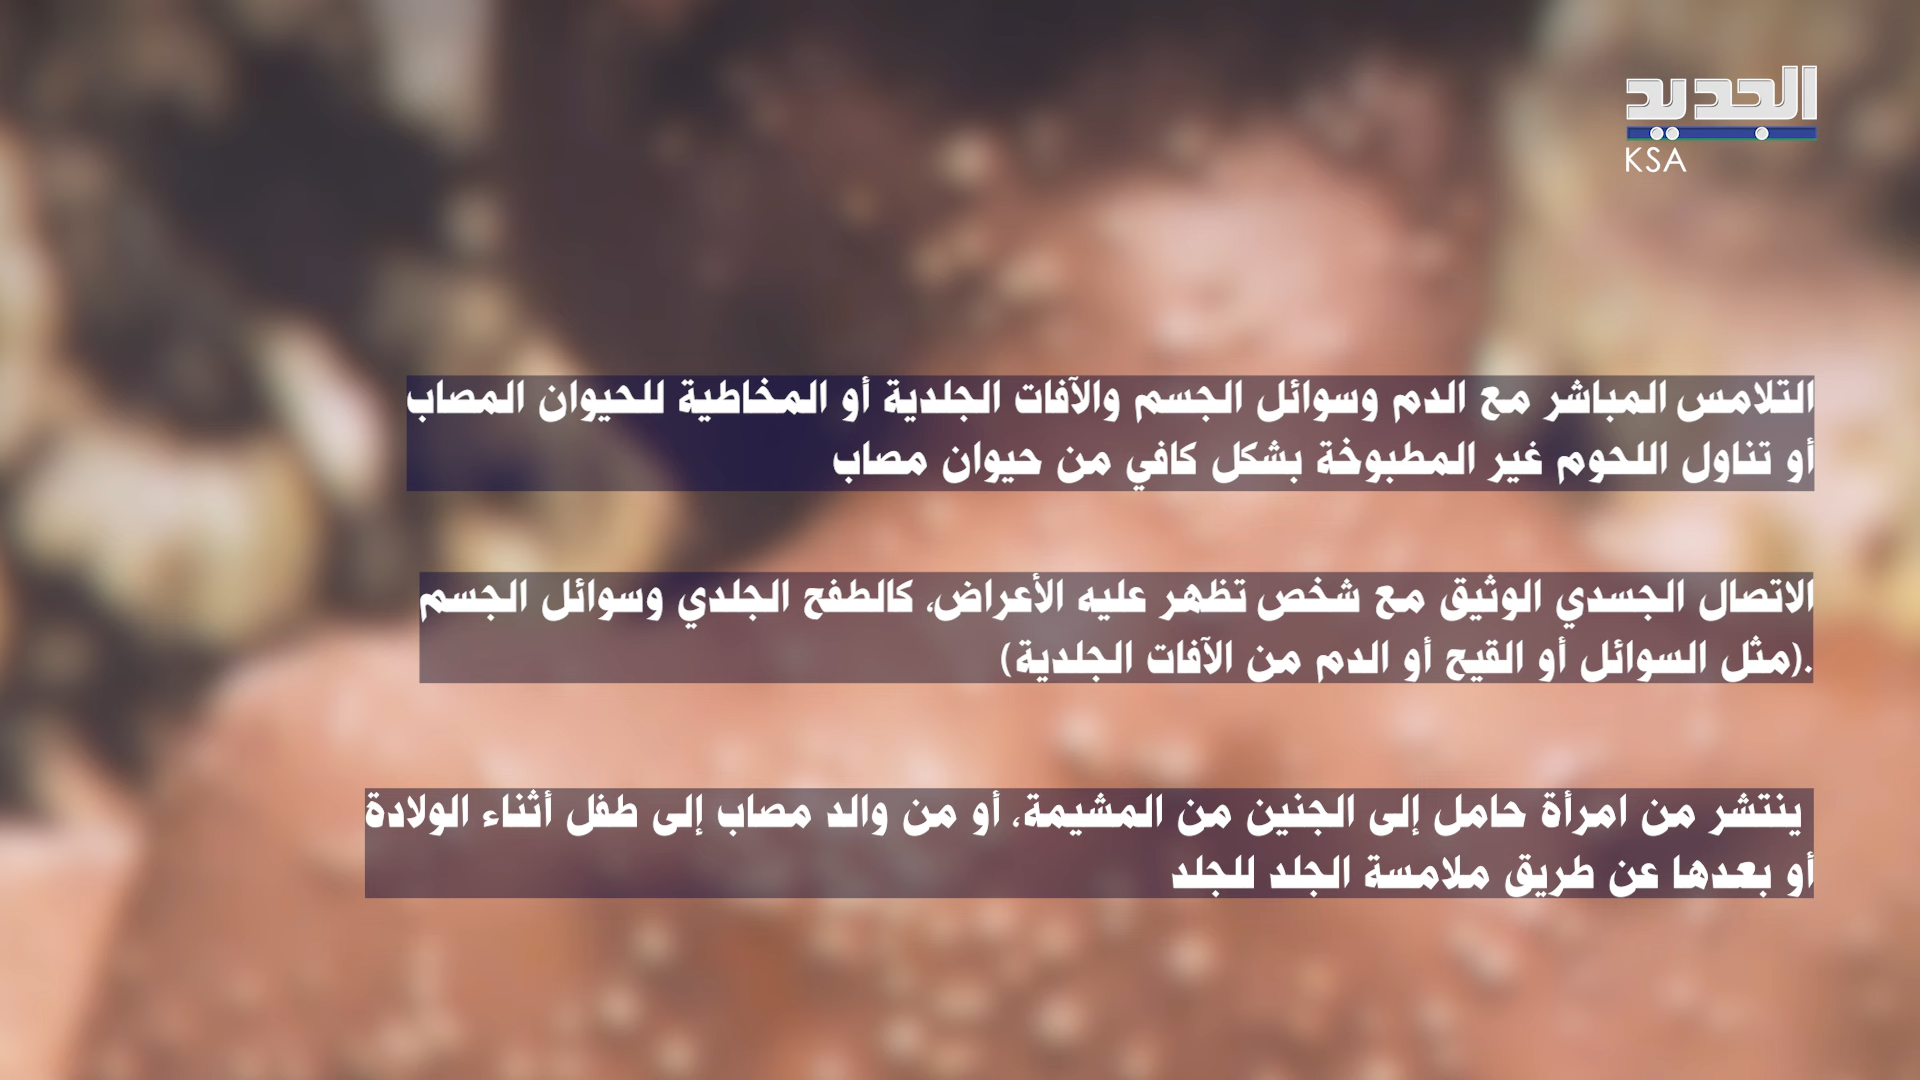 الجديد
KSA
التلامس المباشر مع الدم وسوائل الجسم والآفات الجلدية أو المخاطية للحيوان المصاب
أو تناول اللحوم غير المطبوخة بشكل كافي من حيوان مصاب
الاتصال الجسدي الوثيق مع شخص تظهر عليه الأعراض، كالطفح الجلدي وسوائل الجسم
.(مثل السوائل أو القيح أو الدم من الآفات الجلدية)
ينتشر من امرأة حامل إلى الجنين من المشيمة، أو من والد مصاب إلى طفل أثناء الولادة
أو بعدها عن طريق ملامسة الجلد للجلد